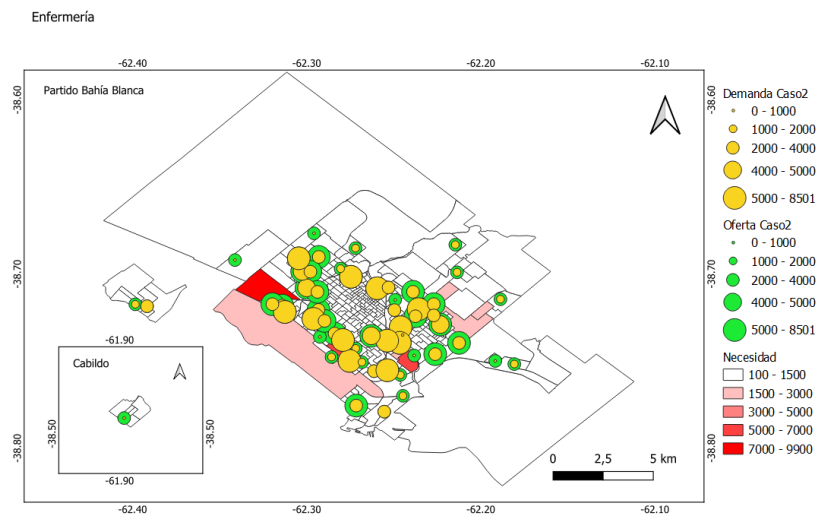 Enfermería
-62.40 -62.30 -62.20 -62.10
Partido Bahía Blanca
-38.60 -38.60
-38.70 -38.70
-38.80 -38.80
-61.90
Cabildo
-38.50 -38.50
-61.90
0 2,5 5 km
-62.40 -62.30 -62.20 -62.10
Demanda Caso2
0 - 1000
1000 - 2000
2000 - 4000
4000 - 5000
5000 - 8501
Oferta Caso2
0 - 1000
1000 - 2000
2000 - 4000
4000 - 5000
5000 - 8501
Necesidad
100 - 1500
1500 - 3000
3000 - 5000
5000 - 7000
7000 - 9900